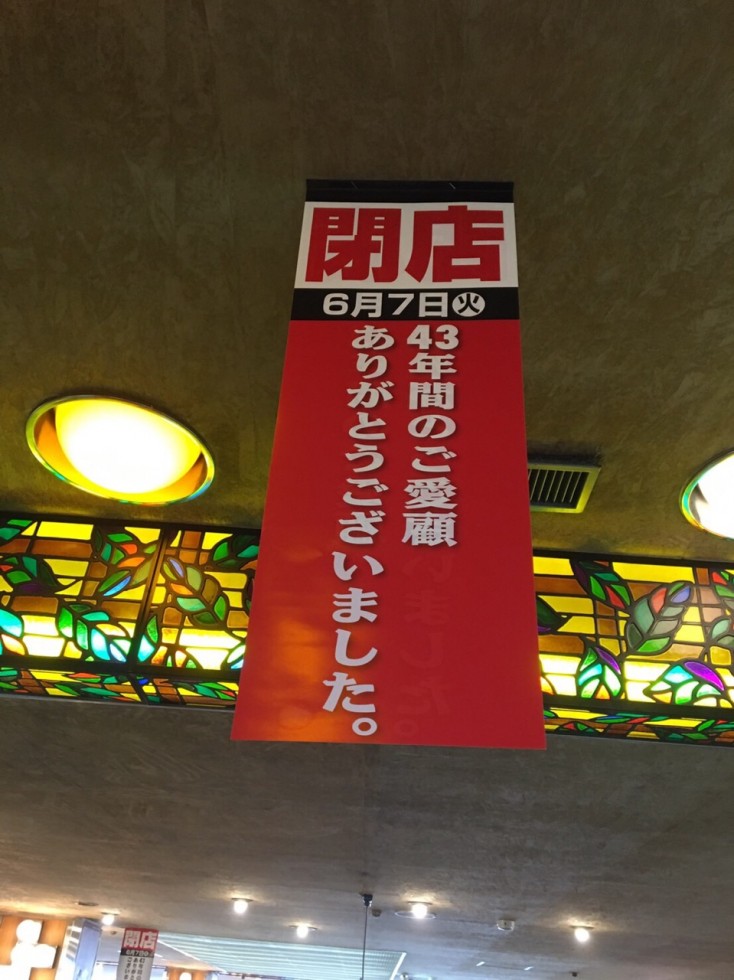 閉店
6月7日㊋
43年間のご愛顧
ありがとうございました。
閉店